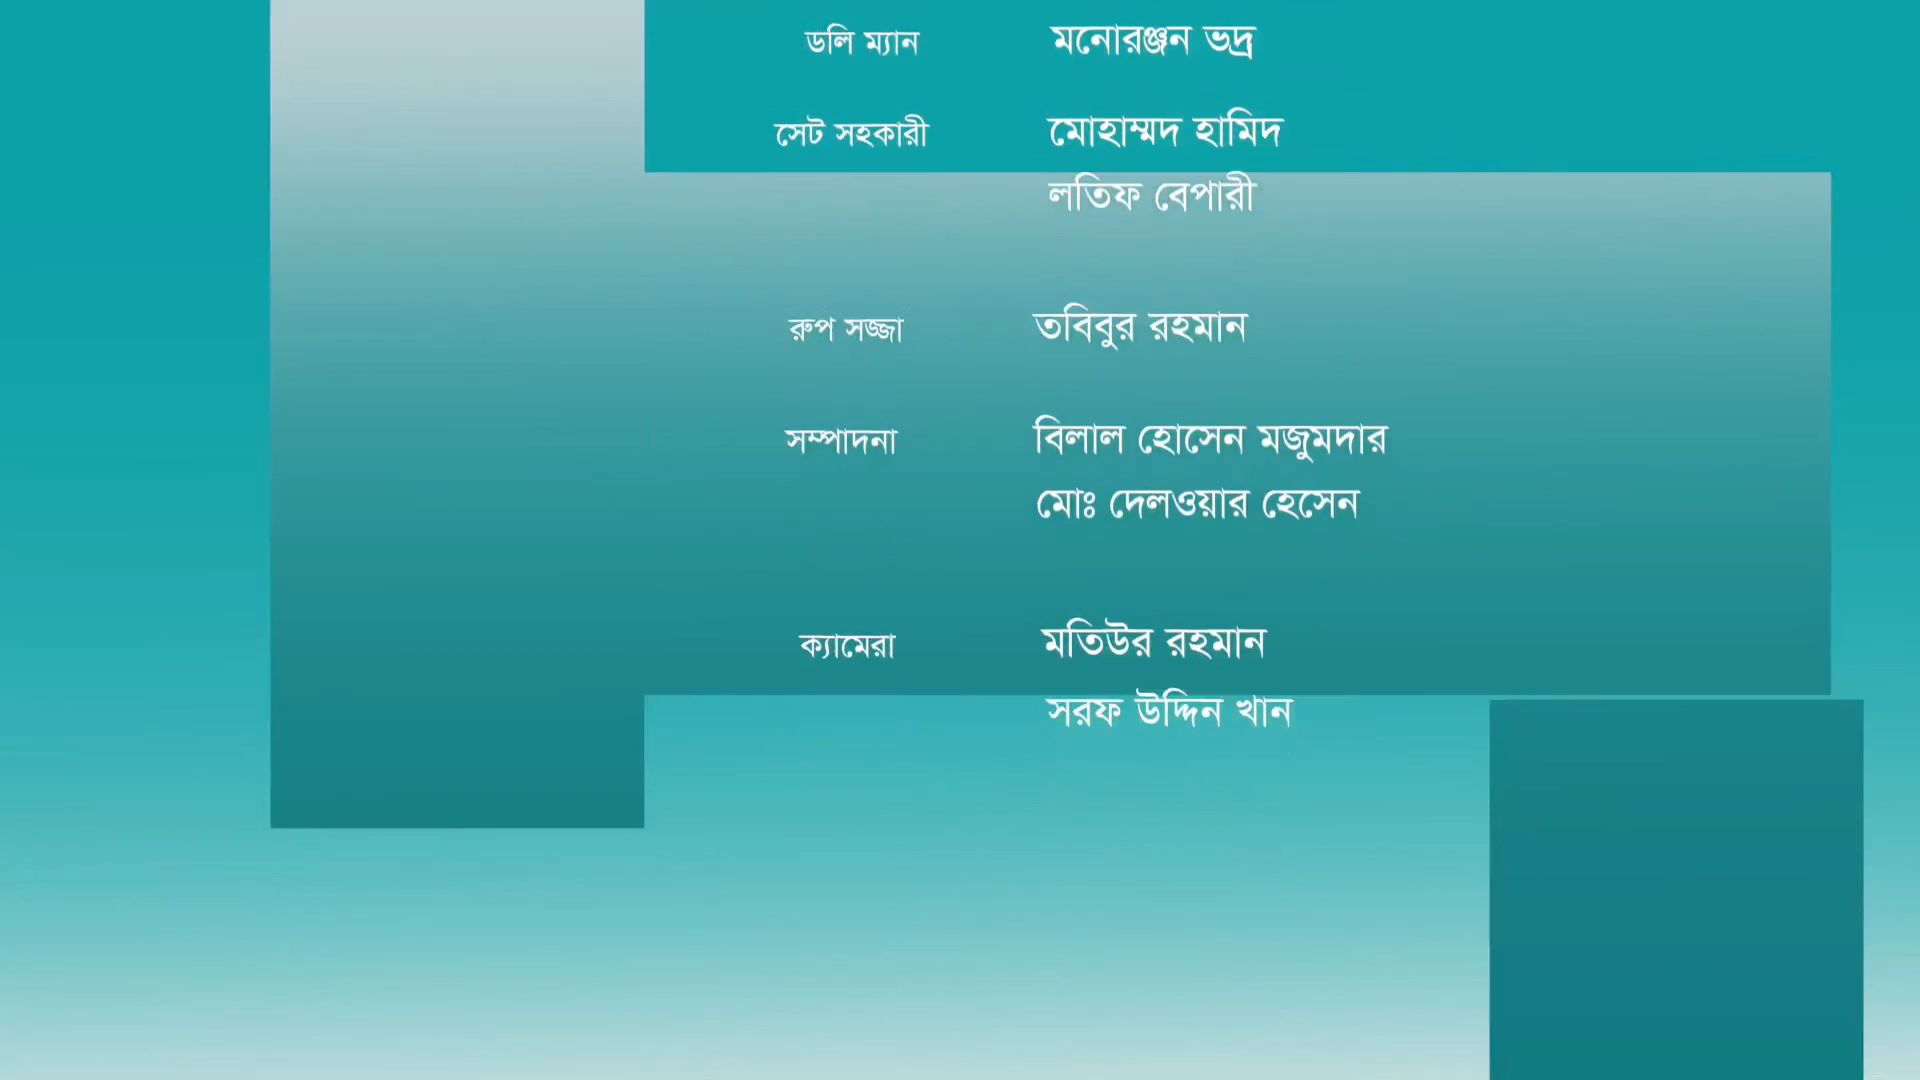 ডলি ম্যান মনোরঞ্জন ভদ্র
সেট সহকারী মোহাম্মদ হামিদ
লতিফ বেপারী
রুপ সজ্জা তবিবুর রহমান
সম্পাদনা বিলাল হোসেন মজুমদার
মোঃ দেলওয়ার হেসেন
ক্যামেরা মতিউর রহমান
সরফ উদ্দিন খান